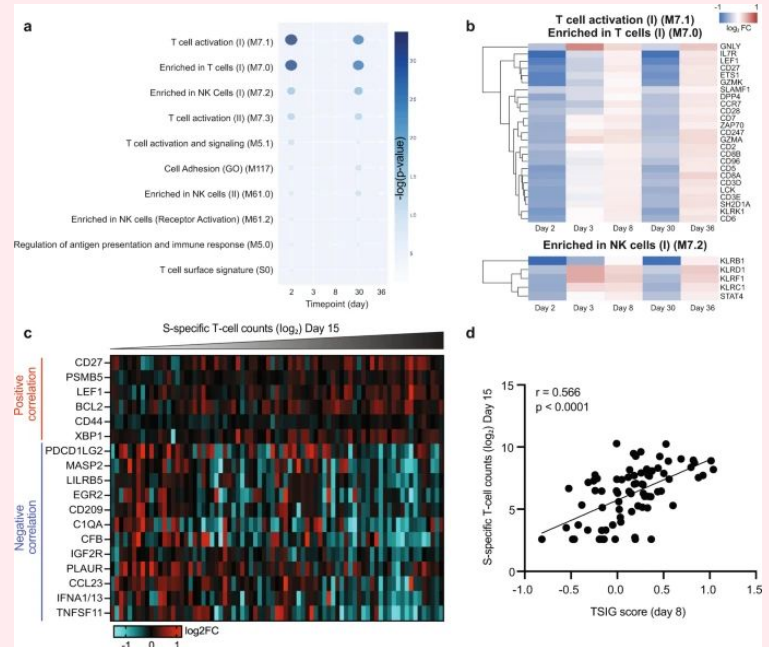 a
T cell activation (I) (M7.1)
Enriched in T cells (I) (M7.0)
Enriched in NK Cells (I) (M7.2)
T cell activation (II) (M7.3)
T cell activation and signaling (M5.1)
Cell Adhesion (GO) (M117)
Enriched in NK cells (II) (M61.0)
Enriched in NK cells (Receptor Activation) (M61.2)
Regulation of antigen presentation and immune response (M5.0)
T cell surface signature (S0)
2 3 8 30 36
Timepoint (day)
30
25
20
15
10
5
-log(p-value)
b
T cell activation (I) (M7.1)
Enriched in T cells (I) (M7.0)
-1 1
log₂ FC
GNLY
IL7R
LEF1
CD27
ETS1
GZMK
SLAMF1
DPP4
CCR7
CD28
CD7
ZAP70
CD247
GZMA
CD2
CD8B
CD96
CD5
CD8A
CD3D
LCK
CD3E
SH2D1A
KLRK1
CD6
Day 2 Day 3 Day 8 Day 30 Day 36
Enriched in NK cells (I) (M7.2)
KLRB1
KLRD1
KLRF1
KLRC1
STAT4
Day 2 Day 3 Day 8 Day 30 Day 36
c
S-specific T-cell counts (log₂) Day 15
Positive
correlation
CD27
PSMB5
LEF1
BCL2
CD44
XBP1
Negative
correlation
PDCD1LG2
MASP2
LILRB5
EGR2
CD209
C1QA
CFB
IGF2R
PLAUR
CCL23
IFNA1/13
TNFSF11
log2FC
-1 0 1
d
r = 0.566
p < 0.0001
S-specific T-cell counts (log₂) Day 15
15
10
5
0
-1.0 -0.5 0.0 0.5 1.0 1.5
TSIG score (day 8)